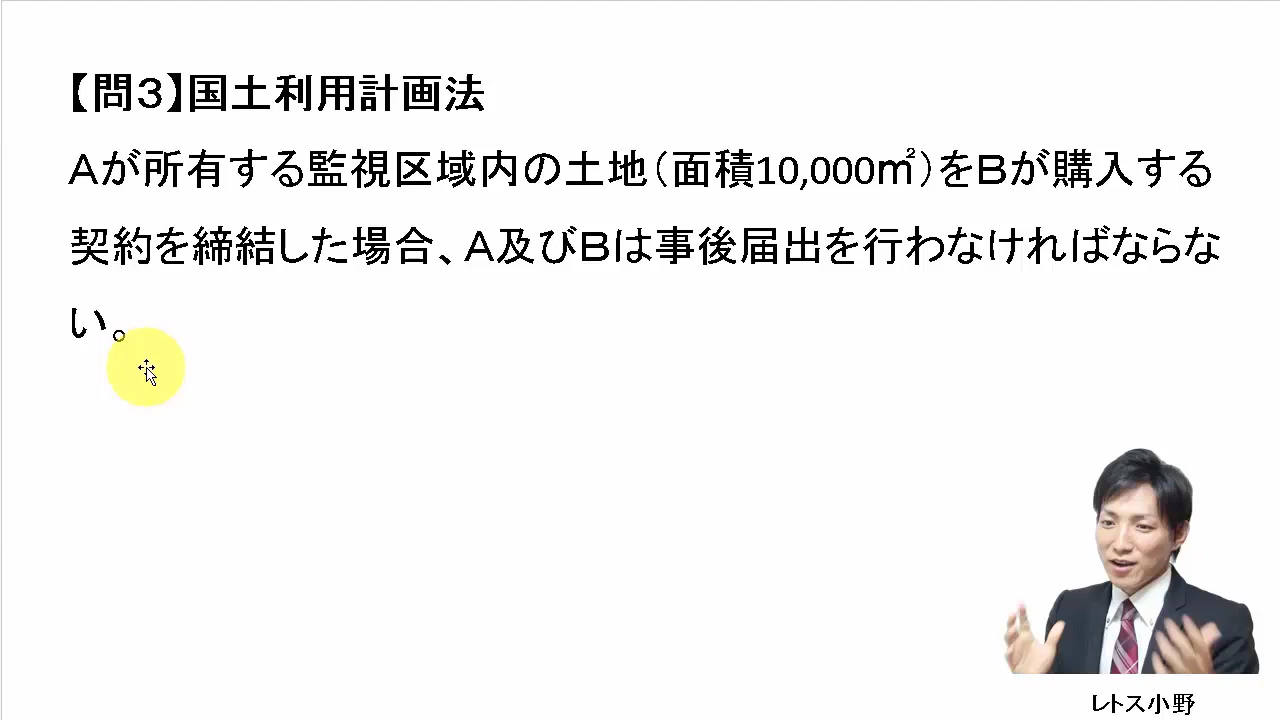 【問３】国土利用計画法
Ａが所有する監視区域内の土地（面積10,000㎡）をＢが購入する
契約を締結した場合、Ａ及びＢは事後届出を行わなければならな
い。
レトス小野